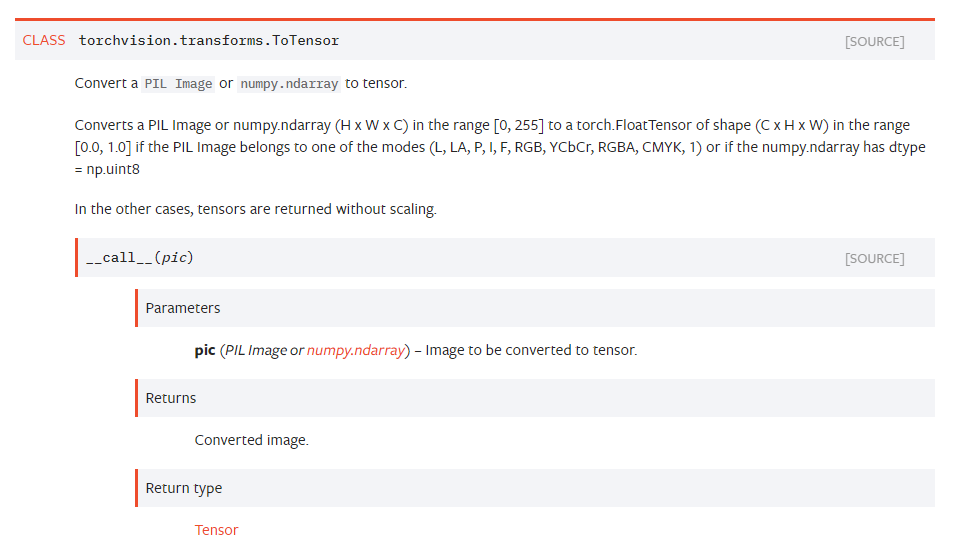 CLASS torchvision.transforms.ToTensor [SOURCE]
Convert a PIL Image or numpy.ndarray to tensor.
Converts a PIL Image or numpy.ndarray (H x W x C) in the range [0, 255] to a torch.FloatTensor of shape (C x H x W) in the range
[0.0, 1.0] if the PIL Image belongs to one of the modes (L, LA, P, I, F, RGB, YCbCr, RGBA, CMYK, 1) or if the numpy.ndarray has dtype
= np.uint8
In the other cases, tensors are returned without scaling.
__call__(pic) [SOURCE]
Parameters
pic (PIL Image or numpy.ndarray) – Image to be converted to tensor.
Returns
Converted image.
Return type
Tensor